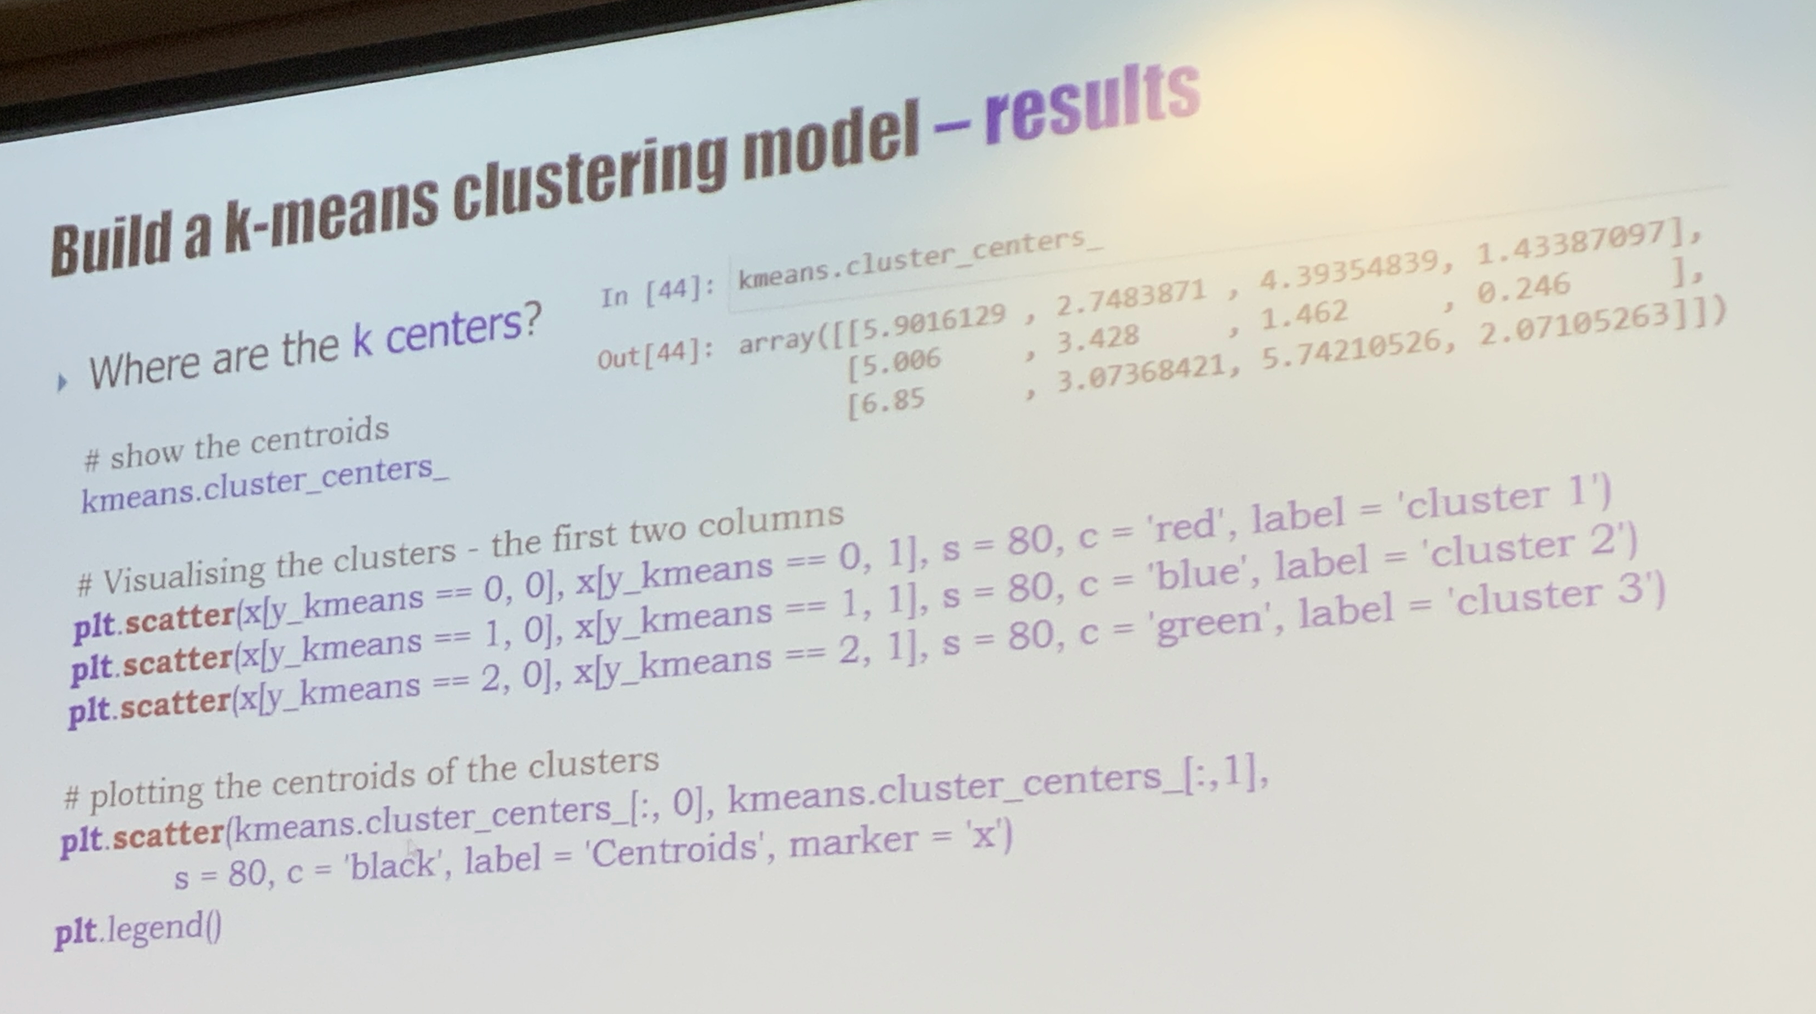 Build a k-means clustering model – results
Where are the k centers?
In [44]: kmeans.cluster_centers_
Out[44]: array([[5.9016129 , 2.7483871 , 4.39354839, 1.43387097],
[5.006 , 3.428 , 1.462 , 0.246 ],
[6.85 , 3.07368421, 5.74210526, 2.07105263]])
# show the centroids
kmeans.cluster_centers_
# Visualising the clusters - the first two columns
plt.scatter(x[y_kmeans == 0, 0], x[y_kmeans == 0, 1], s = 80, c = 'red', label = 'cluster 1')
plt.scatter(x[y_kmeans == 1, 0], x[y_kmeans == 1, 1], s = 80, c = 'blue', label = 'cluster 2')
plt.scatter(x[y_kmeans == 2, 0], x[y_kmeans == 2, 1], s = 80, c = 'green', label = 'cluster 3')
# plotting the centroids of the clusters
plt.scatter(kmeans.cluster_centers_[:, 0], kmeans.cluster_centers_[:,1],
s = 80, c = 'black', label = 'Centroids', marker = 'x')
plt.legend()